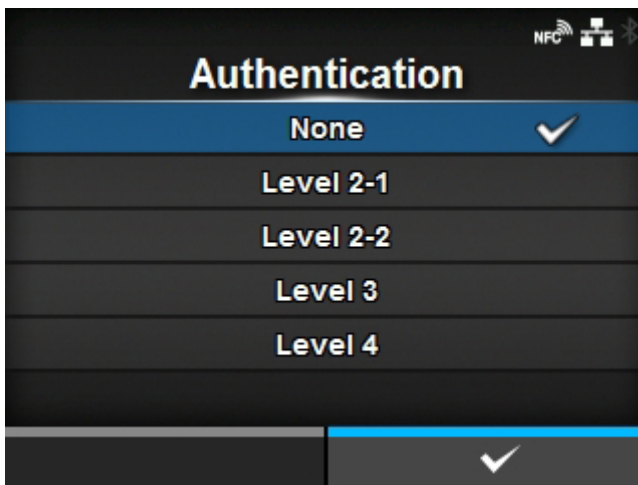 NFC
Authentication
None
Level 2-1
Level 2-2
Level 3
Level 4